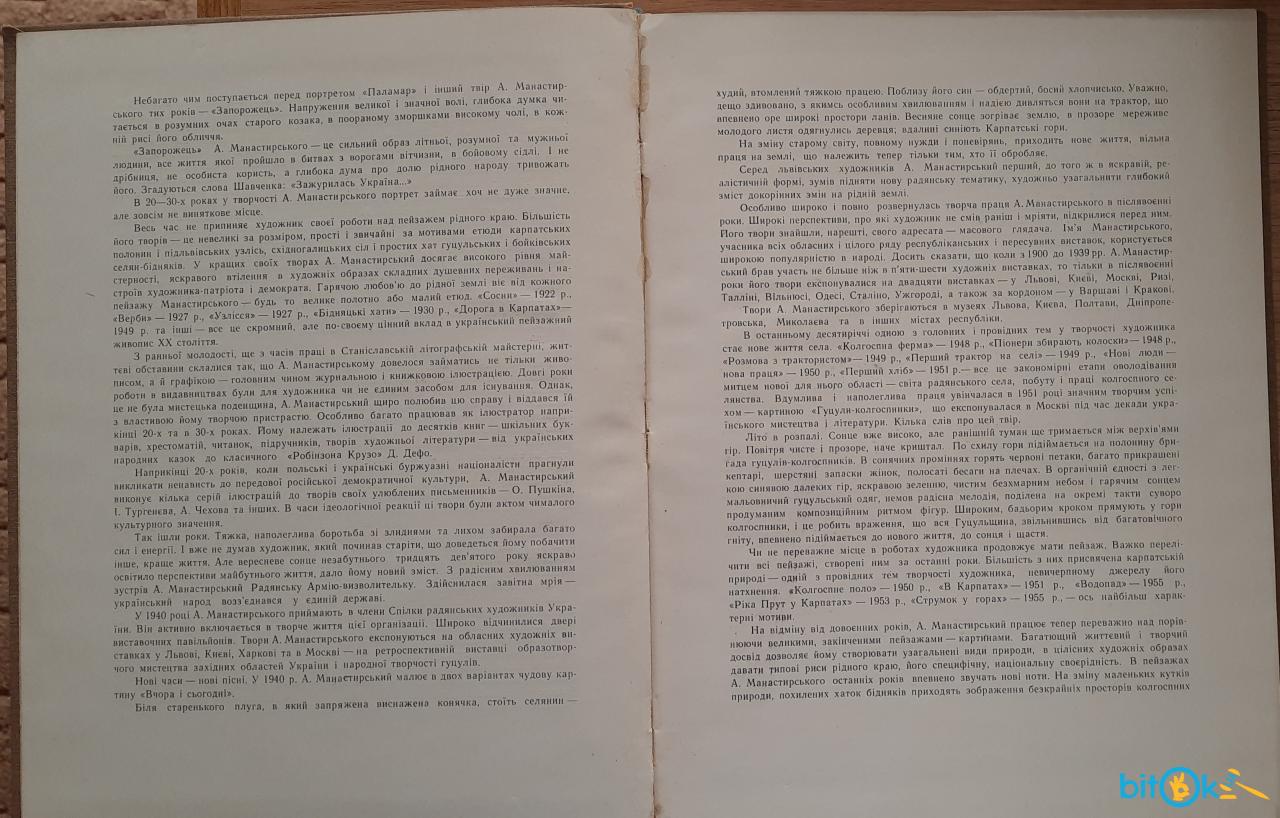 Небагато чим поступається перед портретом «Паламар» і інший твір А. Манастир-
ського тих років — «Запорожець». Напруження великої і значної волі, глибока думка чи-
тається в розумних очах старого козака, в пооранному зморшками високому чолі, в кож-
ній рисі його обличчя.
«Запорожець» А. Манастирського — це сильний образ літньої, розумної та мужньої
людини, все життя якої пройшло в битвах з ворогами вітчизни, в бойовому сідлі. І не
дрібниця, не особиста користь, а глибока дума про долю рідного народу тривожать
його. Згадуються слова Шавченка: «Зажурилась Україна...»
В 20—30-х роках у творчості А. Манастирського портрет займає хоч не дуже значне,
але зовсім не виняткове місце.
Весь час не припиняє художник своєї роботи над пейзажем рідного краю. Більшість
його творів — це невеликі за розміром, прості і звичайні за мотивами етюди карпатських
полонин і підльвівських узлісь, східногалицьких сіл і простих хат гуцульських і бойківських
селян-бідняків. У кращих своїх творах А. Манастирський досягає високого рівня май-
стерності, яскравого втілення в художніх образах складних душевних переживань і на-
строїв художника-патріота і демократа. Гарячою любов'ю до рідної землі віє від кожного
пейзажу Манастирського — будь то велике полотно або малий етюд. «Сосни» — 1922 р.,
«Верби» — 1927 р., «Узлісся» — 1927 р., «Бідняцькі хати» — 1930 р., «Дорога в Карпатах» —
1949 р. та інші — все це скромний, але по-своєму цінний вклад в український пейзажний
живопис XX століття.
З ранньої молодості, ще з часів праці в Станіславській літографській майстерні, жит-
тєві обставини склалися так, що А. Манастирському довелося займатись не тільки живо-
писом, а й графікою — головним чином журнальною і книжковою ілюстрацією. Довгі роки
роботи в видавництвах були для художника чи не єдиним засобом для існування. Однак,
це не була мистецька поденщина, А. Манастирський щиро полюбив цю справу і віддався їй
з властивою йому творчою пристрастю. Особливо багато працював як ілюстратор напри-
кінці 20-х та в 30-х роках. Йому належать ілюстрації до десятків книг — шкільних бук-
варів, хрестоматій, читанок, підручників, творів художньої літератури — від українських
народних казок до класичного «Робінзона Крузо» Д. Дефо.
Наприкінці 20-х років, коли польські і українські буржуазні націоналісти прагнули
викликати ненависть до передової російської демократичної культури, А. Манастирський
виконує кілька серій ілюстрацій до творів своїх улюблених письменників — О. Пушкіна,
І. Тургенєва, А. Чехова та інших. В часи ідеологічної реакції ці твори були актом чималого
культурного значення.
Так ішли роки. Тяжка, наполеглива боротьба зі злиднями та лихом забирала багато
сил і енергії. І вже не думав художник, який починав старіти, що доведеться йому побачити
інше, краще життя. Але вересневе сонце незабутнього тридцять дев'ятого року яскраво
освітило перспективи майбутнього життя, дало йому новий зміст. З радісним хвилюванням
зустрів А. Манастирський Радянську Армію-визволительку. Здійснилася завітна мрія —
український народ возз'єднався у єдиній державі.
У 1940 році А. Манастирського приймають в члени Спілки радянських художників Укра-
їни. Він активно включається в творче життя цієї організації. Широко відчинилися двері
виставочних павільйонів. Твори А. Манастирського експонуються на обласних художніх ви-
ставках у Львові, Києві, Харкові та в Москві — на ретроспективній виставці образотвор-
чого мистецтва західних областей України і народної творчості гуцулів.
Нові часи — нові пісні. У 1940 р. А. Манастирський малює в двох варіантах чудову кар-
тину «Вчора і сьогодні».
Біля старенького плуга, в який запряжена виснажена конячка, стоїть селянин —
худий, втомлений тяжкою працею. Поблизу його син — обдертий, босий хлопчисько. Уважно,
дещо здивовано, з якимсь особливим хвилюванням і надією дивляться вони на трактор, що
впевнено оре широкі простори ланів. Весняне сонце зогріває землю, в прозоре мереживе
молодого листя одягнулись деревця; вдалині синіють Карпатські гори.
На зміну старому світу, повному нужди і поневірянь, приходить нове життя, вільна
праця на землі, що належить тепер тільки тим, хто її обробляє.
Серед львівських художників А. Манастирський перший, до того ж в яскравій, ре-
алістичній формі, зумів підняти нову радянську тематику, художньо узагальнити глибокий
зміст докорінних змін на рідній землі.
Особливо широко і повно розвернулась творча праця А. Манастирського в післявоєнні
роки. Широкі перспективи, про які художник не смів раніш і мріяти, відкрилися перед ним.
Його твори знайшли, нарешті, свого адресата — масового глядача. Ім'я Манастирського,
учасника всіх обласних і цілого ряду республіканських і пересувних виставок, користується
широкою популярністю в народі. Досить сказати, що коли з 1900 до 1939 рр. А. Манастир-
ський брав участь не більше ніж в п'яти-шести художніх виставках, то тільки в післявоєнні
роки його твори експонувалися на двадцяти виставках — у Львові, Києві, Москві, Ризі,
Талліні, Вільнюсі, Одесі, Сталіно, Ужгороді, а також за кордоном — у Варшаві і Кракові.
Твори А. Манастирського зберігаються в музеях Львова, Києва, Полтави, Дніпропе-
тровська, Миколаєва та в інших містах республіки.
В останньому десятиріччі одною з головних і провідних тем у творчості художника
стає нове життя села. «Колгоспна ферма» — 1948 р., «Піонери збирають колоски» — 1948 р.,
«Розмова з трактористом» — 1949 р., «Перший трактор на селі» — 1949 р., «Нові люди —
нова праця» — 1950 р., «Перший хліб» — 1951 р. — все це закономірні етапи оволодівання
митцем нової для нього області — світа радянського села, побуту і праці колгоспного се-
лянства. Вдумлива і наполеглива праця увінчалася в 1951 році значним творчим успі-
хом — картиною «Гуцули-колгоспники», що експонувалася в Москві під час декади укра-
їнського мистецтва і літератури. Кілька слів про цей твір.
Літо в розпалі. Сонце вже високо, але ранішній туман ще тримається між верхів'ями
гір. Повітря чисте і прозоре, наче кришталь. По схилу гори підіймається на полонину бри-
гада гуцулів-колгоспників. В сонячних проміннях горять червоні петаки, багато прикрашені
кептарі, шерстяні запаски жінок, полосаті бесаги на плечах. В органічній єдності з лег-
кою синявою далеких гір, яскравою зеленню, чистим безхмарним небом і гарячим сонцем
мальовничий гуцульський одяг, немов радісна мелодія, поділена на окремі такти суворо
продуманим композиційним ритмом фігур. Широким, бадьорим кроком прямують у гори
колгоспники, і це робить враження, що вся Гуцульщина, звільнившись від багатовічного
гніту, впевнено підіймається до нового життя, до сонця і щастя.
Чи не переважне місце в роботах художника продовжує мати пейзаж. Важко перелі-
чити всі пейзажі, створені ним за останні роки. Більшість з них присвячена карпатській
природі — одній з провідних тем творчості художника, невичерпному джерелу його
натхнення. «Колгоспне поло» — 1950 р., «В Карпатах» — 1951 р., «Водопад» — 1955 р.,
«Ріка Прут у Карпатах» — 1953 р., «Струмок у горах» — 1955 р., — ось найбільш харак-
терні мотиви.
На відміну від довоєнних років, А. Манастирський працює тепер переважно над порів-
нюючи великими, закінченими пейзажами — картинами. Багатющий життєвий і творчий
досвід дозволяє йому створювати узагальнені види природи, в цілісних художніх образах
давати типові риси рідного краю, його специфічну, національну своєрідність. В пейзажах
А. Манастирського останніх років впевнено звучать нові ноти. На зміну маленьких кутків
природи, похилених хаток бідняків приходять зображення безкрайніх просторів колгоспних
bitok